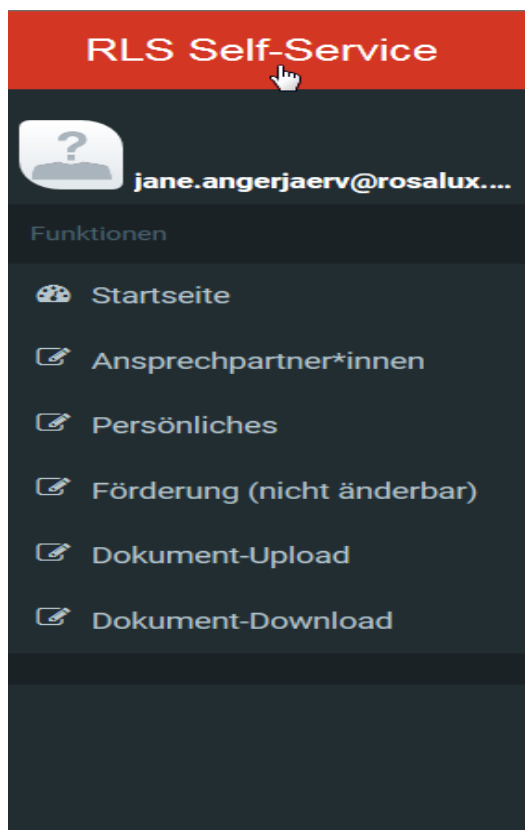 RLS Self-Service
?
jane.angerjaerv@rosalux....
Funktionen
Startseite
Ansprechpartner*innen
Persönliches
Förderung (nicht änderbar)
Dokument-Upload
Dokument-Download